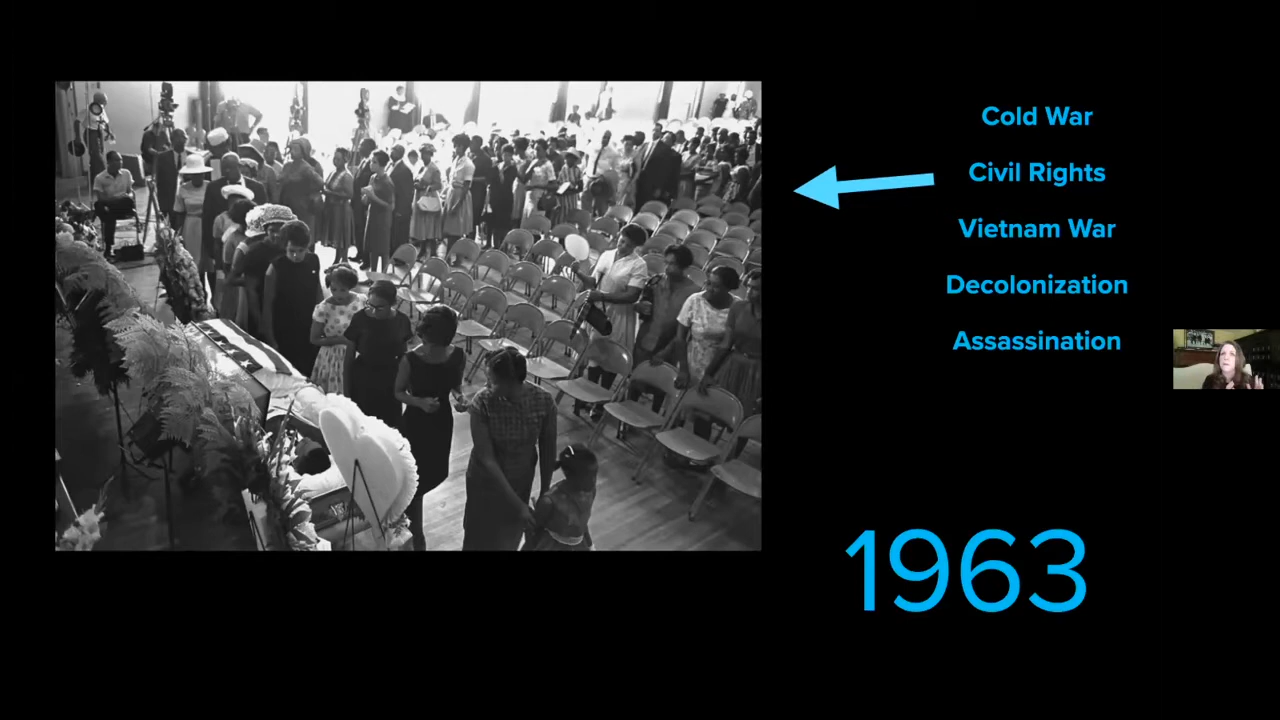 Cold War
Civil Rights
Vietnam War
Decolonization
Assassination
1963